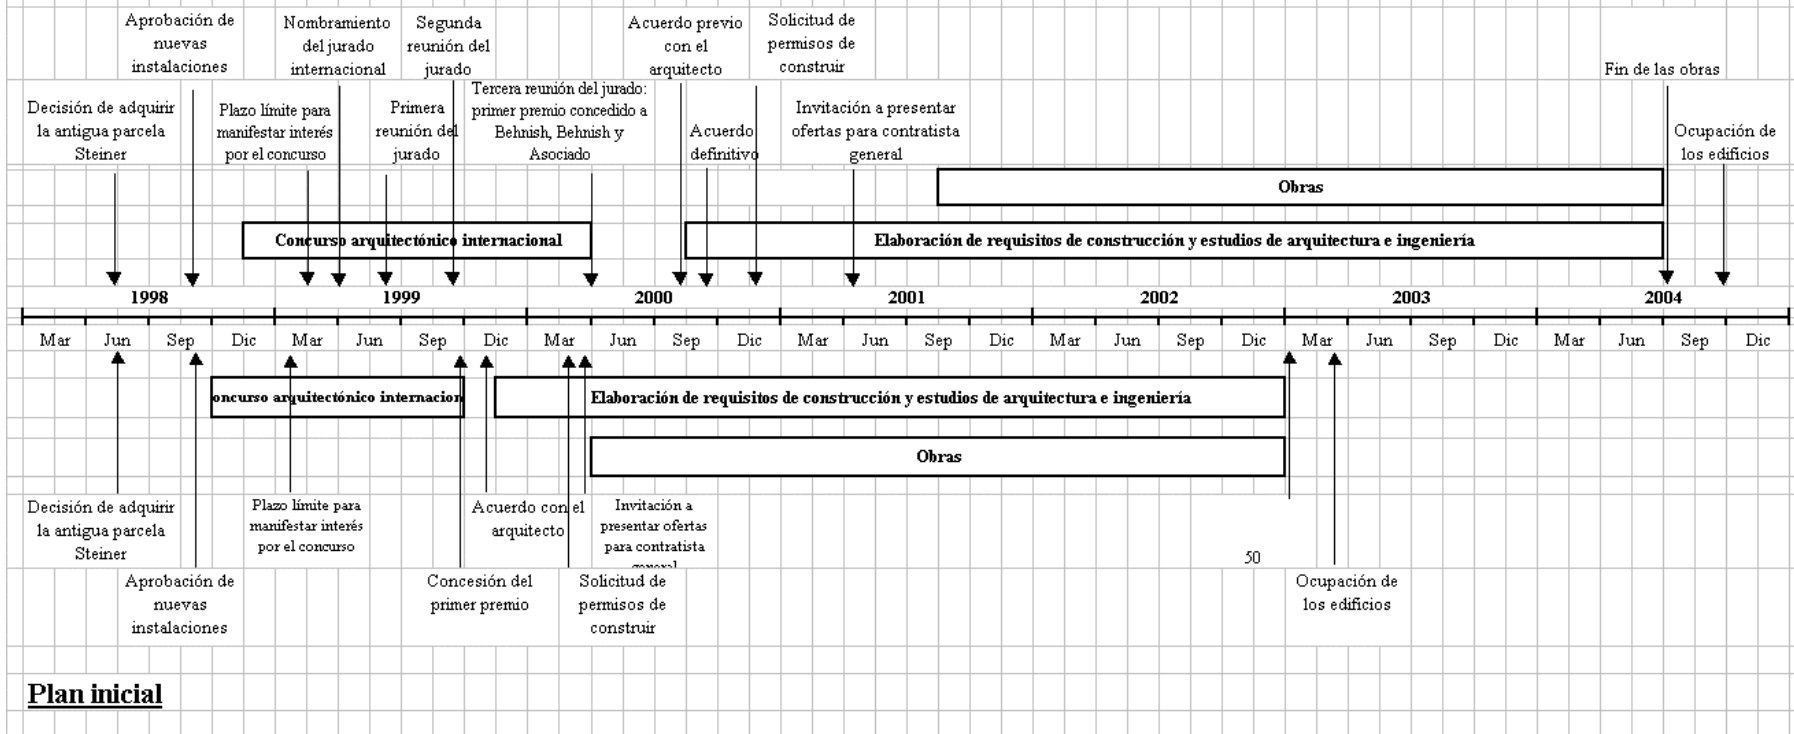 Aprobación de
nuevas
instalaciones
Nombramiento
del jurado
internacional
Segunda
reunión del
jurado
Acuerdo previo
con el
arquitecto
Solicitud de
permisos de
construir
Fin de las obras
Decisión de adquirir
la antigua parcela
Steiner
Plazo límite para
manifestar interés
por el concurso
Primera
reunión del
jurado
Tercera reunión del jurado:
primer premio concedido a
Behnish, Behnish y
Asociado
Acuerdo
definitivo
Invitación a presentar
ofertas para contratista
general
Ocupación de
los edificios
Obras
Concurso arquitectónico internacional
Elaboración de requisitos de construcción y estudios de arquitectura e ingeniería
1998 1999 2000 2001 2002 2003 2004
Mar Jun Sep Dic Mar Jun Sep Dic Mar Jun Sep Dic Mar Jun Sep Dic Mar Jun Sep Dic Mar Jun Sep Dic Mar Jun Sep Dic
oncurso arquitectónico internacion
Elaboración de requisitos de construcción y estudios de arquitectura e ingeniería
Obras
Decisión de adquirir
la antigua parcela
Steiner
Plazo límite para
manifestar interés
por el concurso
Acuerdo con el
arquitecto
Invitación a
presentar ofertas
para contratista
general
50
Aprobación de
nuevas
instalaciones
Concesión del
primer premio
Solicitud de
permisos de
construir
Ocupación de
los edificios
Plan inicial